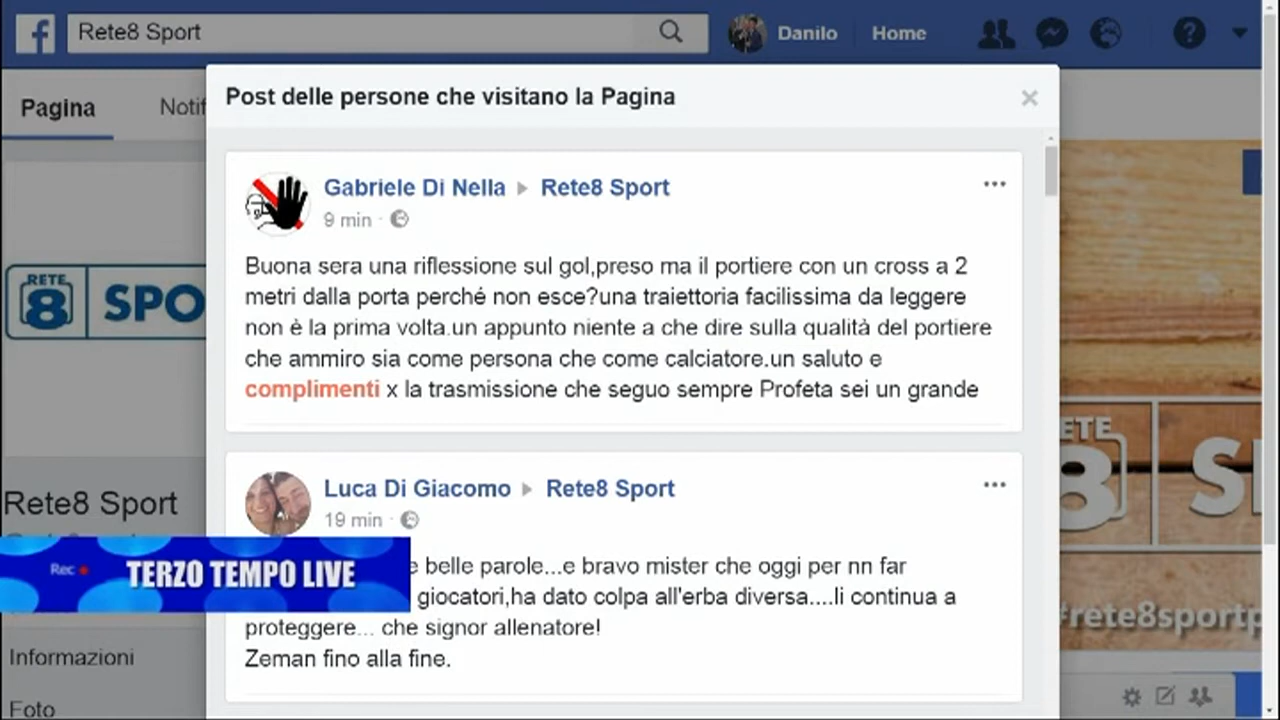 Rete8 Sport
Danilo
Home
Post delle persone che visitano la Pagina
Pagina
Notif
Gabriele Di Nella
Rete8 Sport
9 min ·
Buona sera una riflessione sul gol,preso ma il portiere con un cross a 2
metri dalla porta perché non esce?una traiettoria facilissima da leggere
non è la prima volta.un appunto niente a che dire sulla qualità del portiere
che ammiro sia come persona che come calciatore.un saluto e
complimenti x la trasmissione che seguo sempre Profeta sei un grande
RETE
8
SPO
ETE
8
S
Luca Di Giacomo
Rete8 Sport
19 min ·
Rete8 Sport
Rec
TERZO TEMPO LIVE
e belle parole...e bravo mister che oggi per nn far
giocatori,ha dato colpa all'erba diversa....li continua a
proteggere... che signor allenatore!
Zeman fino alla fine.
#rete8sportp
Informazioni
Foto